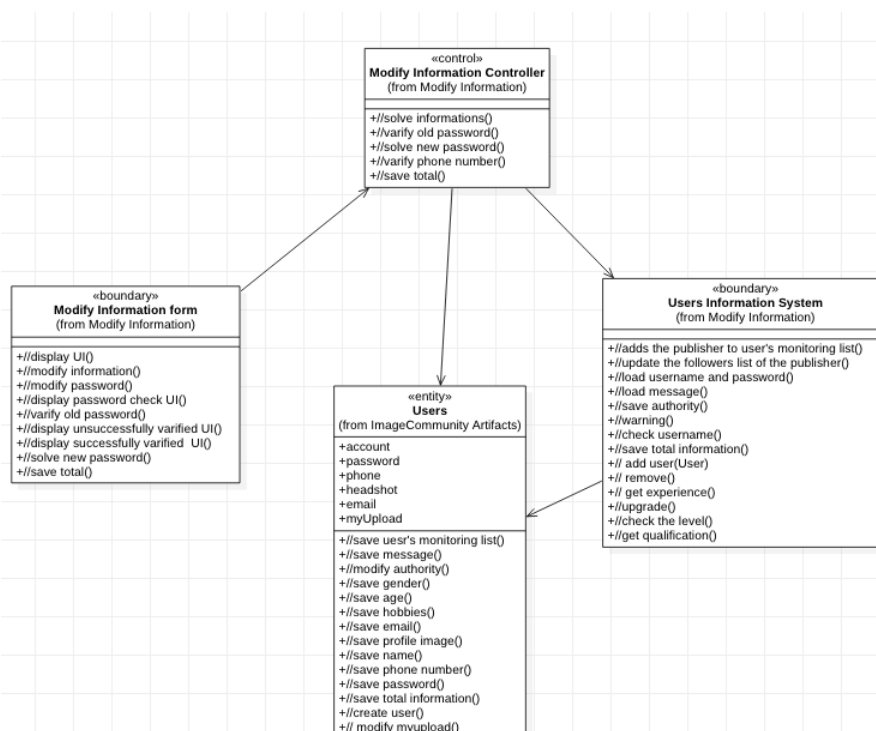 «control»
Modify Information Controller
(from Modify Information)
+//solve informations()
+//varify old password()
+//solve new password()
+//varify phone number()
+//save total()
«boundary»
Modify Information form
(from Modify Information)
+//display UI()
+//modify information()
+//modify password()
+//display password check UI()
+//varify old password()
+//display unsuccessfully varified UI()
+//display successfully varified  UI()
+//solve new password()
+//save total()
«entity»
Users
(from ImageCommunity Artifacts)
+account
+password
+phone
+headshot
+email
+myUpload
+//save uesr's monitoring list()
+//save message()
+//modify authority()
+//save gender()
+//save age()
+//save hobbies()
+//save email()
+//save profile image()
+//save name()
+//save phone number()
+//save password()
+//save total information()
+//create user()
+// modify myupload()
«boundary»
Users Information System
(from Modify Information)
+//adds the publisher to user's monitoring list()
+//update the followers list of the publisher()
+//load username and password()
+//load message()
+//save authority()
+//warning()
+//check username()
+//save total information()
+// add user(User)
+// remove()
+// get experience()
+//upgrade()
+//check the level()
+//get qualification()